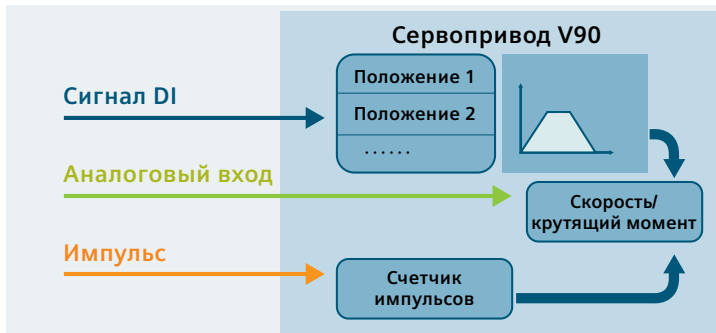 Сервопривод V90
Положение 1
Сигнал DI
Положение 2
......
Аналоговый вход
Скорость/
крутящий момент
Импульс
Счетчик
импульсов